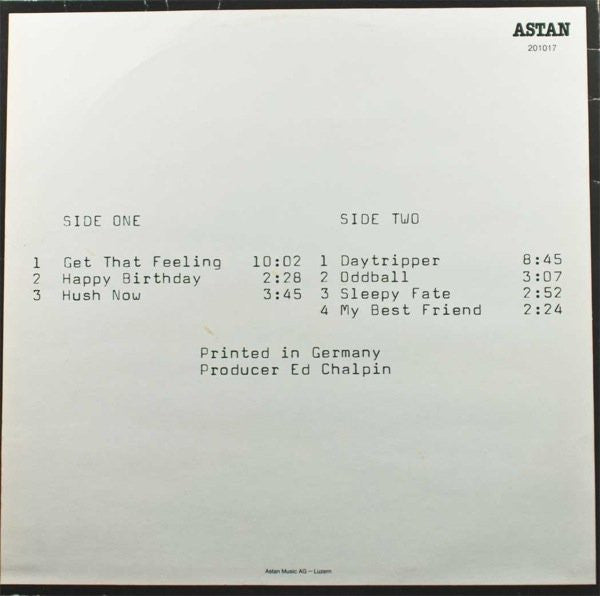 ASTAN
201017
SIDE ONE
1 Get That Feeling 10:02
2 Happy Birthday 2:28
3 Hush Now 3:45
SIDE TWO
1 Daytripper 8:45
2 Oddball 3:07
3 Sleepy Fate 2:52
4 My Best Friend 2:24
Printed in Germany
Producer Ed Chalpin
Astan Music AG – Luzern